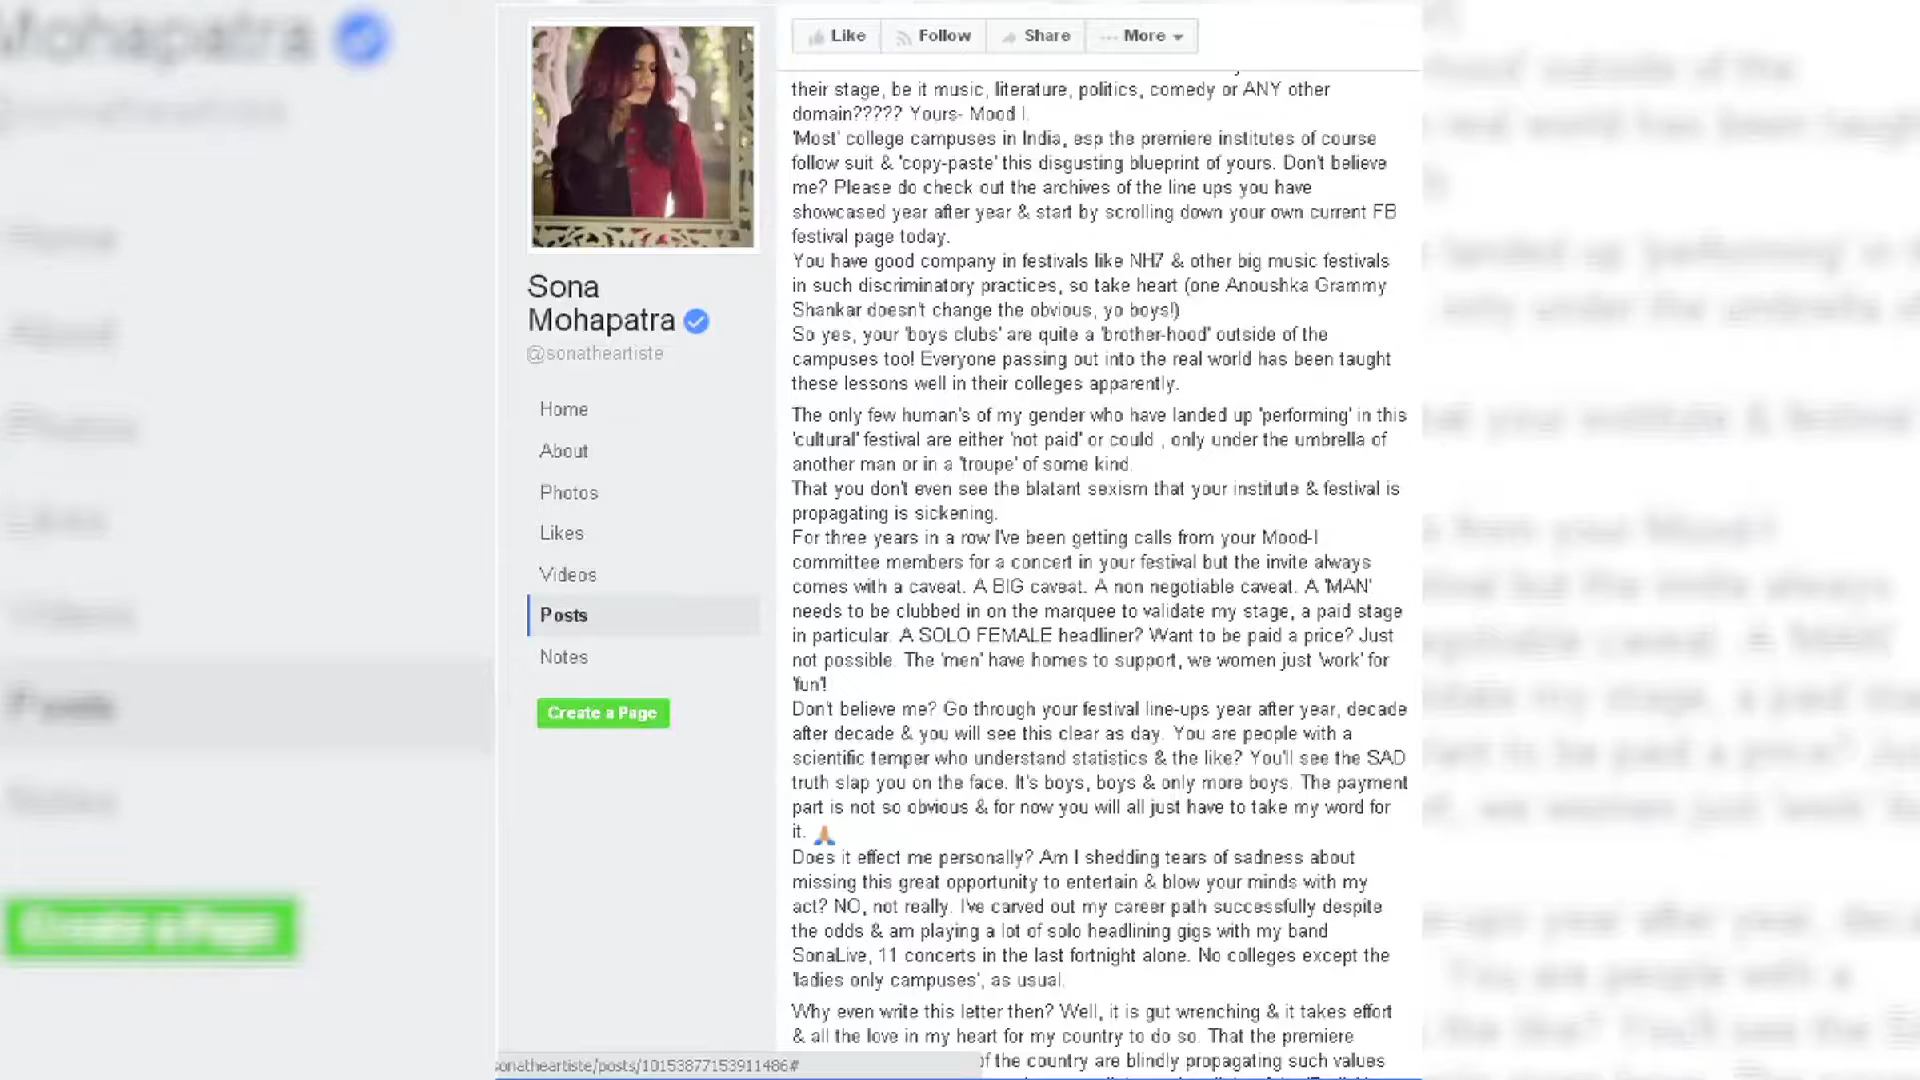 Mohapatra
@sonatheartiste
Home
About
Photos
Likes
Videos
Posts
Notes
Create a Page
Sona
Mohapatra
@sonatheartiste
Home
About
Photos
Likes
Videos
Posts
Notes
Create a Page
Like Follow Share ... More
their stage, be it music, literature, politics, comedy or ANY other
domain????? Yours- Mood I.
'Most' college campuses in India, esp the premiere institutes of course
follow suit & 'copy-paste' this disgusting blueprint of yours. Don't believe
me? Please do check out the archives of the line ups you have
showcased year after year & start by scrolling down your own current FB
festival page today.
You have good company in festivals like NH7 & other big music festivals
in such discriminatory practices, so take heart (one Anoushka Grammy
Shankar doesn't change the obvious, yo boys!)
So yes, your 'boys clubs' are quite a 'brother-hood' outside of the
campuses too! Everyone passing out into the real world has been taught
these lessons well in their colleges apparently.
The only few human's of my gender who have landed up 'performing' in this
'cultural' festival are either 'not paid' or could , only under the umbrella of
another man or in a 'troupe' of some kind.
That you don't even see the blatant sexism that your institute & festival is
propagating is sickening.
For three years in a row I've been getting calls from your Mood-I
committee members for a concert in your festival but the invite always
comes with a caveat. A BIG caveat. A non negotiable caveat. A 'MAN'
needs to be clubbed in on the marquee to validate my stage, a paid stage
in particular. A SOLO FEMALE headliner? Want to be paid a price? Just
not possible. The 'men' have homes to support, we women just 'work' for
'fun'!
Don't believe me? Go through your festival line-ups year after year, decade
after decade & you will see this clear as day. You are people with a
scientific temper who understand statistics & the like? You'll see the SAD
truth slap you on the face. It's boys, boys & only more boys. The payment
part is not so obvious & for now you will all just have to take my word for
it. 🙏
Does it effect me personally? Am I shedding tears of sadness about
missing this great opportunity to entertain & blow your minds with my
act? NO, not really. I've carved out my career path successfully despite
the odds & am playing a lot of solo headlining gigs with my band
SonaLive, 11 concerts in the last fortnight alone. No colleges except the
'ladies only campuses', as usual.
Why even write this letter then? Well, it is gut wrenching & it takes effort
& all the love in my heart for my country to do so. That the premiere
of the country are blindly propagating such values
sonatheartiste/posts/10153877153911486#